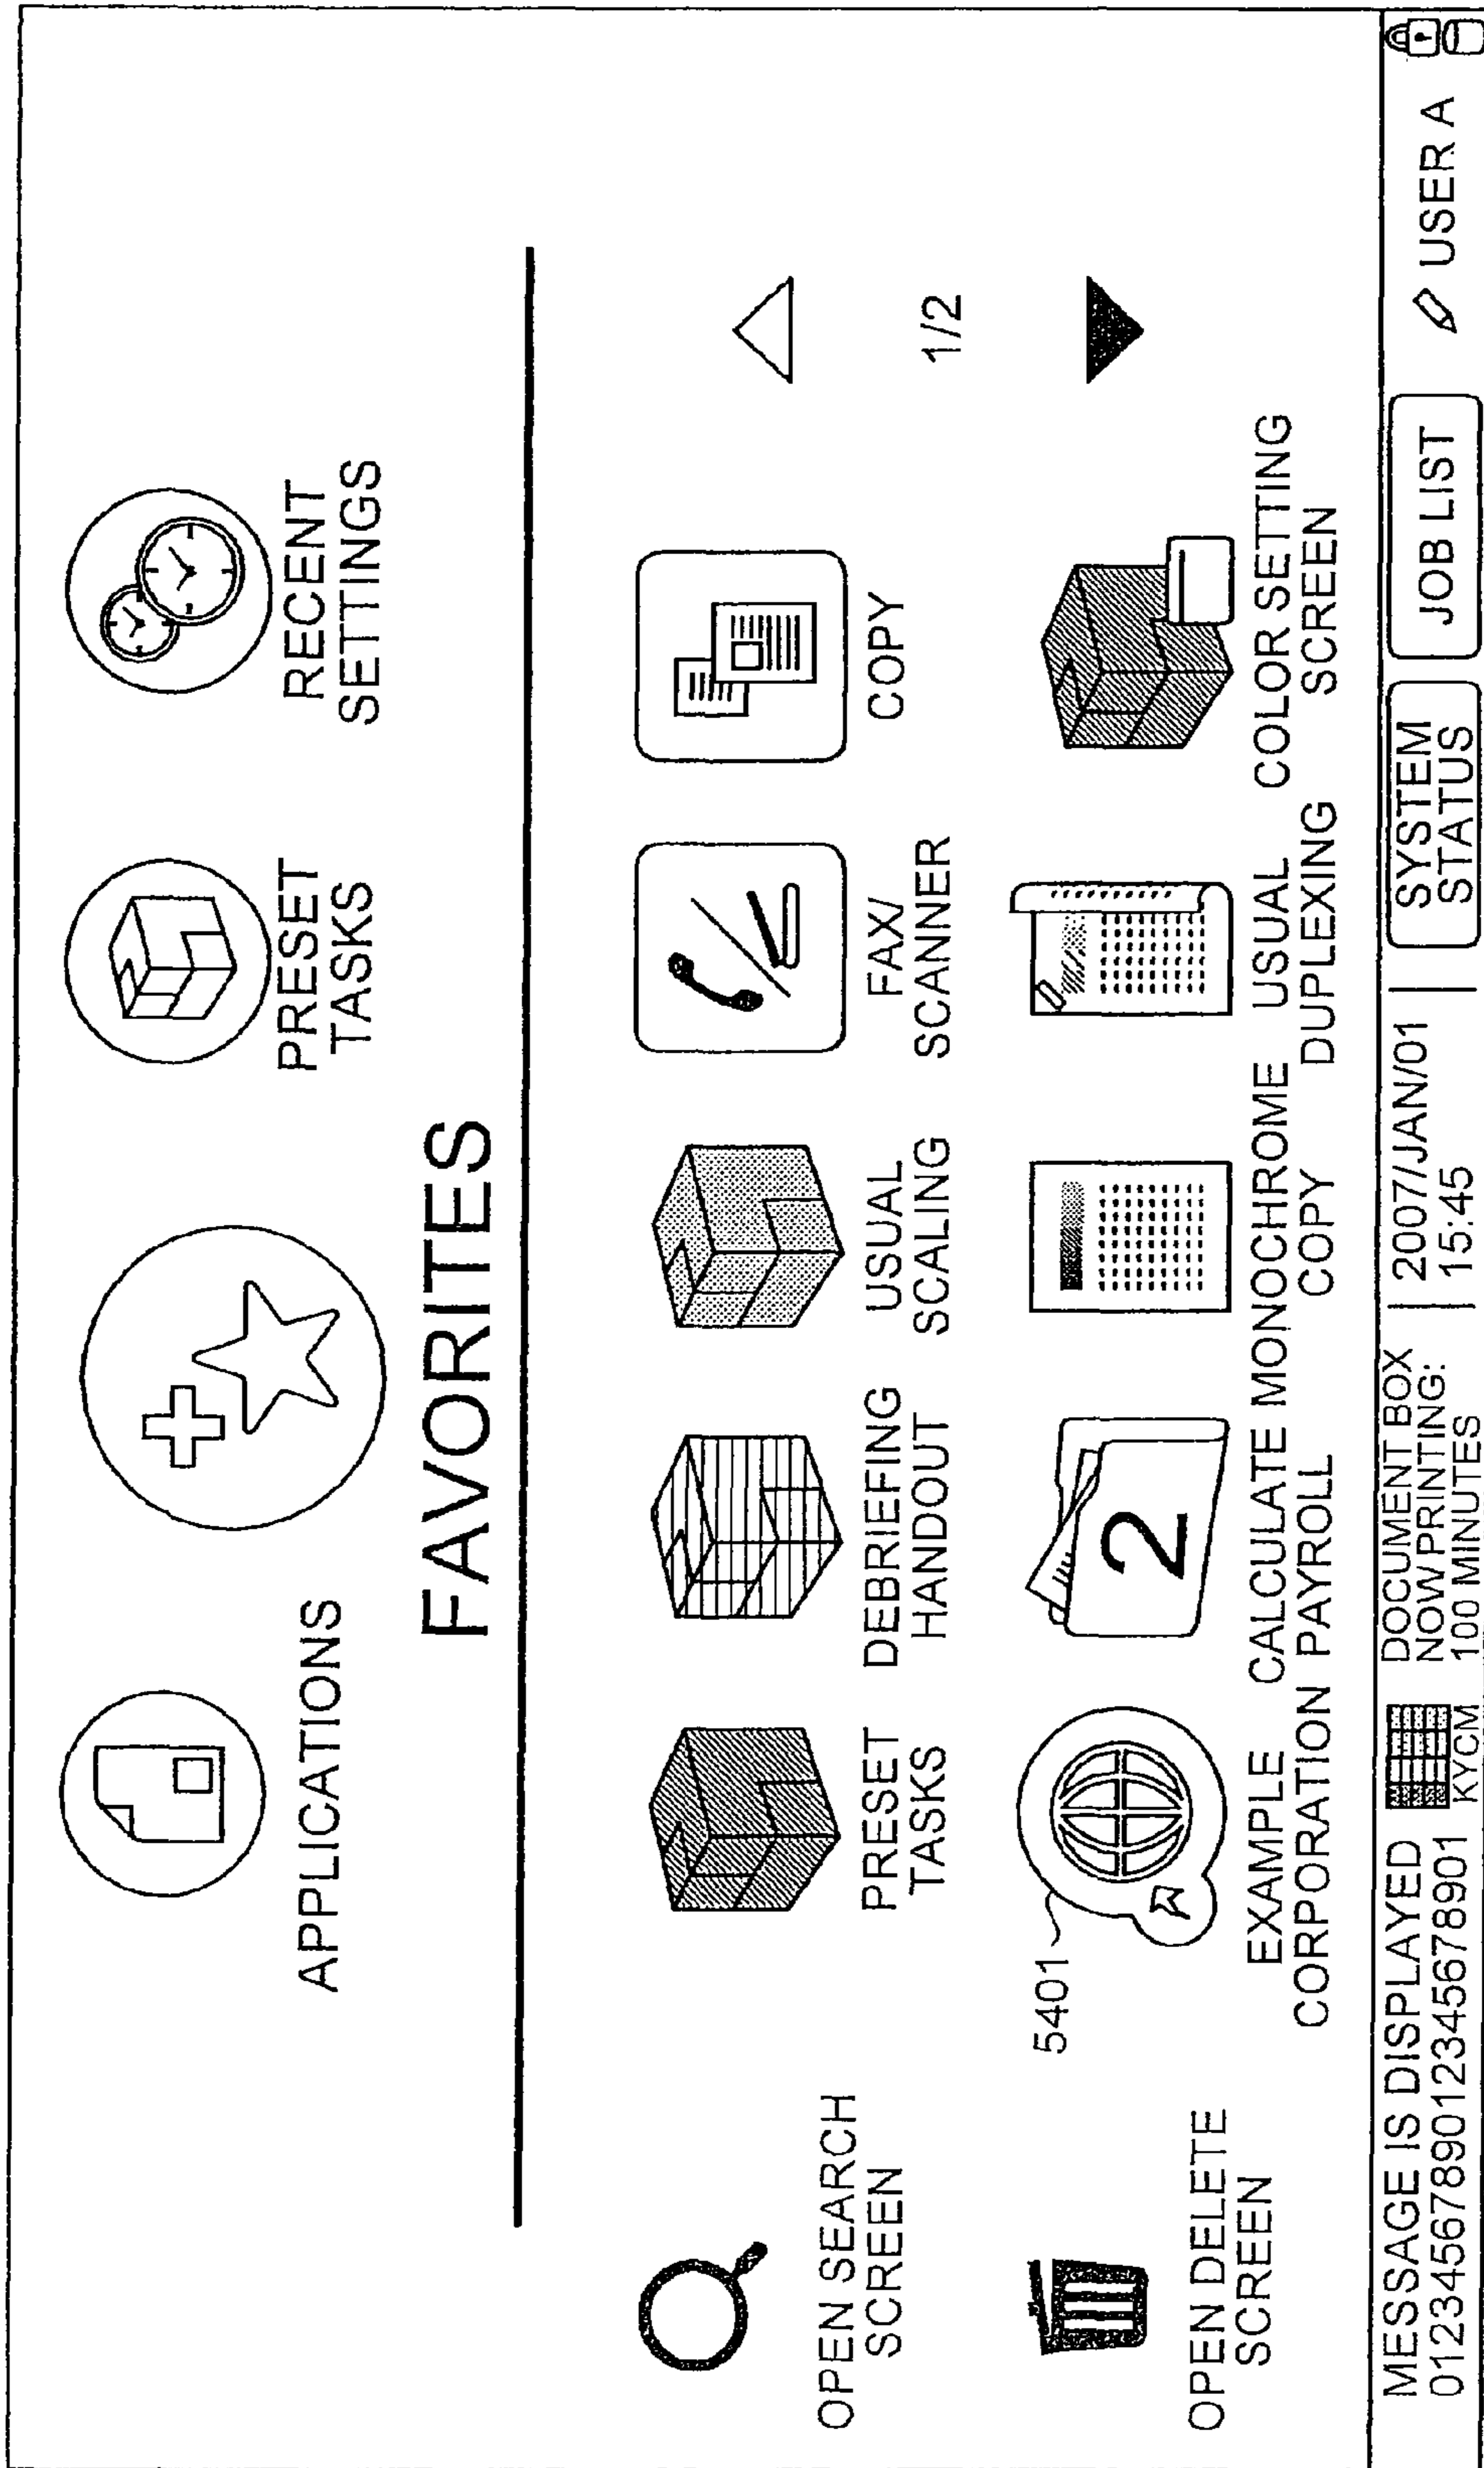 APPLICATIONS
FAVORITES
PRESET
TASKS
RECENT
SETTINGS
OPEN SEARCH
SCREEN
PRESET
TASKS
DEBRIEFING
HANDOUT
USUAL
SCALING
FAX/
SCANNER
COPY
1/2
OPEN DELETE
SCREEN
5401
EXAMPLE
CORPORATION
CALCULATE
PAYROLL
2
MONOCHROME
COPY
USUAL
DUPLEXING
COLOR SETTING
SCREEN
MESSAGE IS DISPLAYED
0123456789012345678901
KYCM
DOCUMENT BOX
NOW PRINTING:
100 MINUTES
2007/JAN/01
15:45
SYSTEM
STATUS
JOB LIST
USER A